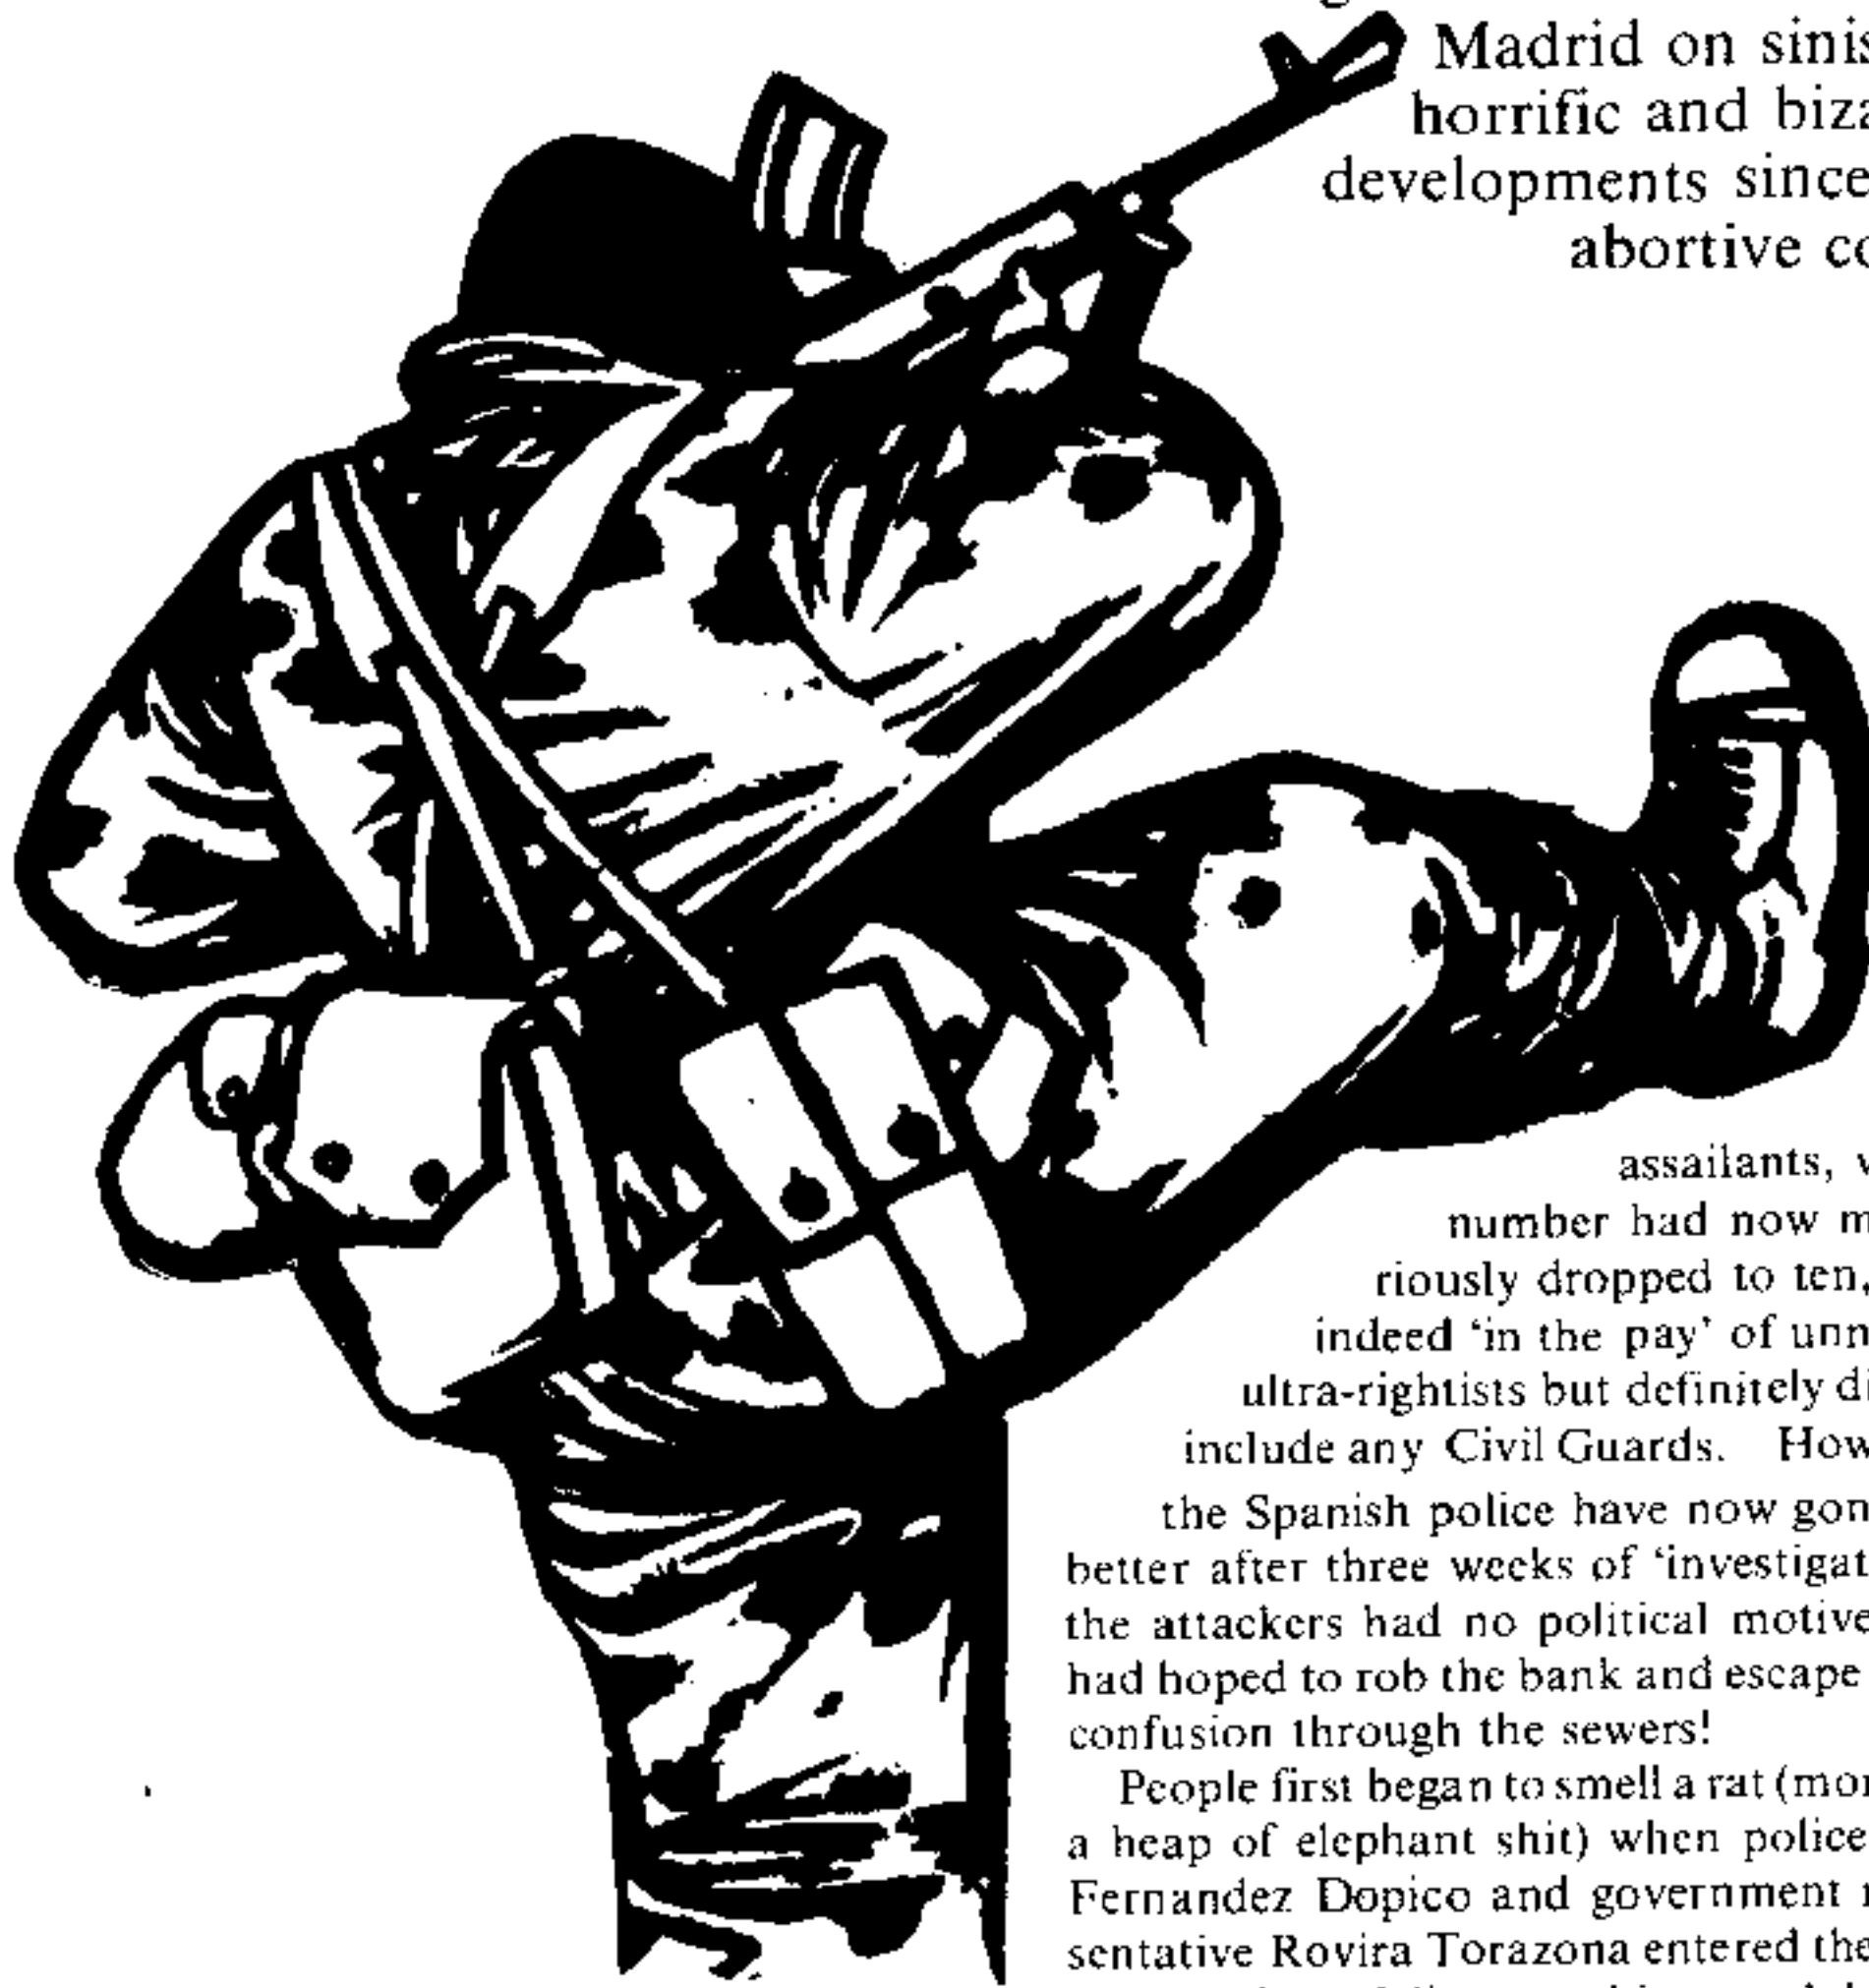 Madrid on sinis
horrific and biza
developments since
abortive co
assailants, w
number had now m
riously dropped to ten,
indeed ‘in the pay’ of unn
ultra-rightists but definitely di
include any Civil Guards. How
the Spanish police have now gon
better after three weeks of ‘investigat
the attackers had no political motive
had hoped to rob the bank and escape
confusion through the sewers!
People first began to smell a rat (mor
a heap of elephant shit) when police
Fernandez Dopico and government r
sentative Rovira Torazona entered the